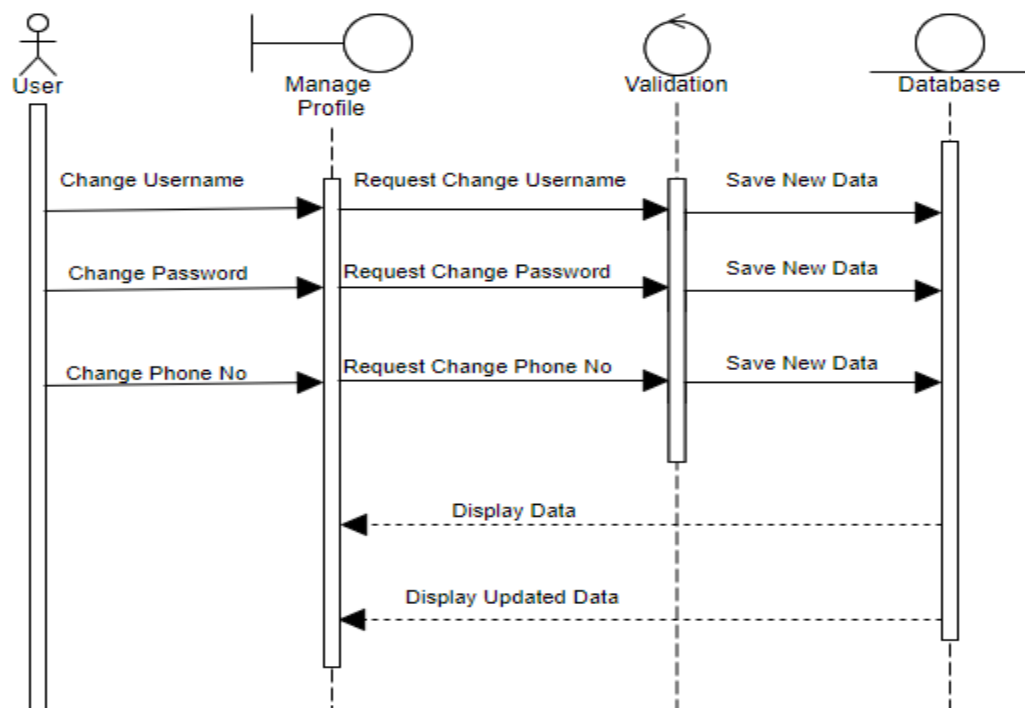 User
Manage
Profile
Validation
Database
Change Username
Request Change Username
Save New Data
Change Password
Request Change Password
Save New Data
Change Phone No
Request Change Phone No
Save New Data
Display Data
Display Updated Data